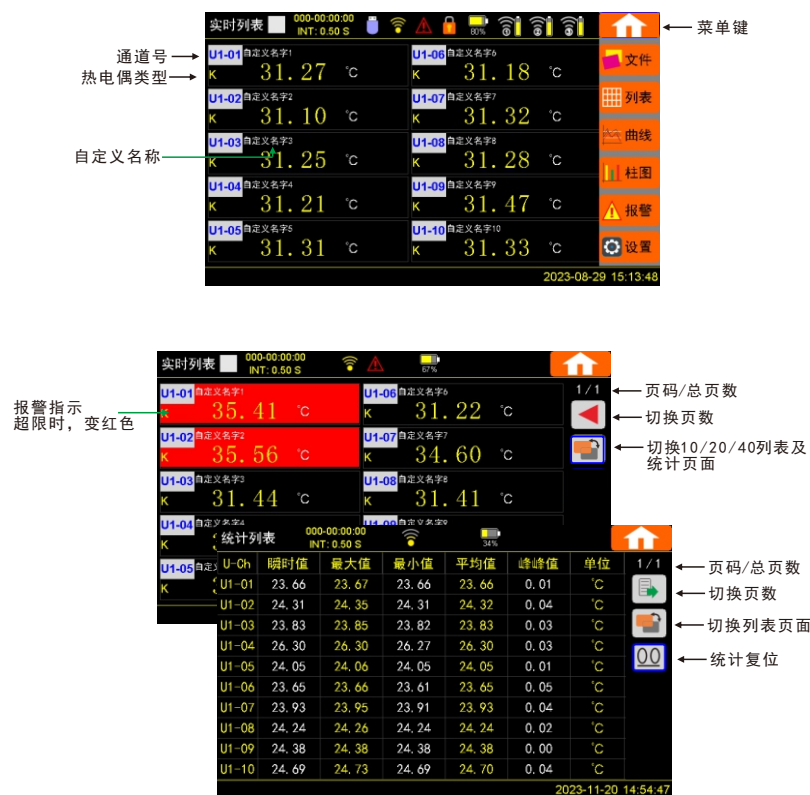 实时列表 000-00:00:00 INT: 0.50 S 80% 1 2 3
菜单键
通道号
热电偶类型
自定义名称
U1-01 自定义名字1 K 31.27 ℃
U1-06 自定义名字6 K 31.18 ℃
文件
U1-02 自定义名字2 K 31.10 ℃
U1-07 自定义名字7 K 31.32 ℃
列表
U1-03 自定义名字3 K 31.25 ℃
U1-08 自定义名字8 K 31.28 ℃
曲线
柱图
U1-04 自定义名字4 K 31.21 ℃
U1-09 自定义名字9 K 31.47 ℃
报警
U1-05 自定义名字5 K 31.31 ℃
U1-10 自定义名字10 K 31.33 ℃
设置
2023-08-29 15:13:48
实时列表 000-00:00:00 INT: 0.50 S 67%
报警指示
超限时，变红色
U1-01 自定义名字1 K 35.41 ℃
U1-06 自定义名字6 K 31.22 ℃
1/1
页码/总页数
切换页数
U1-02 自定义名字2 K 35.56 ℃
U1-07 自定义名字7 K 34.60 ℃
切换10/20/40列表及
统计页面
U1-03 自定义名字3 K 31.44 ℃
U1-08 自定义名字8 K 31.41 ℃
U1-04 自定义名字4 K
U1-09 自定义名字9
U1-05 自定义 K
统计列表 000-00:00:00 INT: 0.50 S 34%
U-Ch 瞬时值 最大值 最小值 平均值 峰峰值 单位 1/1
页码/总页数
U1-01 23.66 23.67 23.66 23.66 0.01 ℃
切换页数
U1-02 24.31 24.35 24.31 24.32 0.04 ℃
U1-03 23.83 23.85 23.82 23.83 0.03 ℃
切换列表页面
U1-04 26.30 26.30 26.27 26.30 0.03 ℃
00
统计复位
U1-05 24.05 24.06 24.05 24.05 0.01 ℃
U1-06 23.65 23.66 23.61 23.65 0.05 ℃
U1-07 23.93 23.95 23.91 23.93 0.04 ℃
U1-08 24.24 24.26 24.24 24.24 0.02 ℃
U1-09 24.38 24.38 24.38 24.38 0.00 ℃
U1-10 24.69 24.73 24.69 24.70 0.04 ℃
2023-11-20 14:54:47